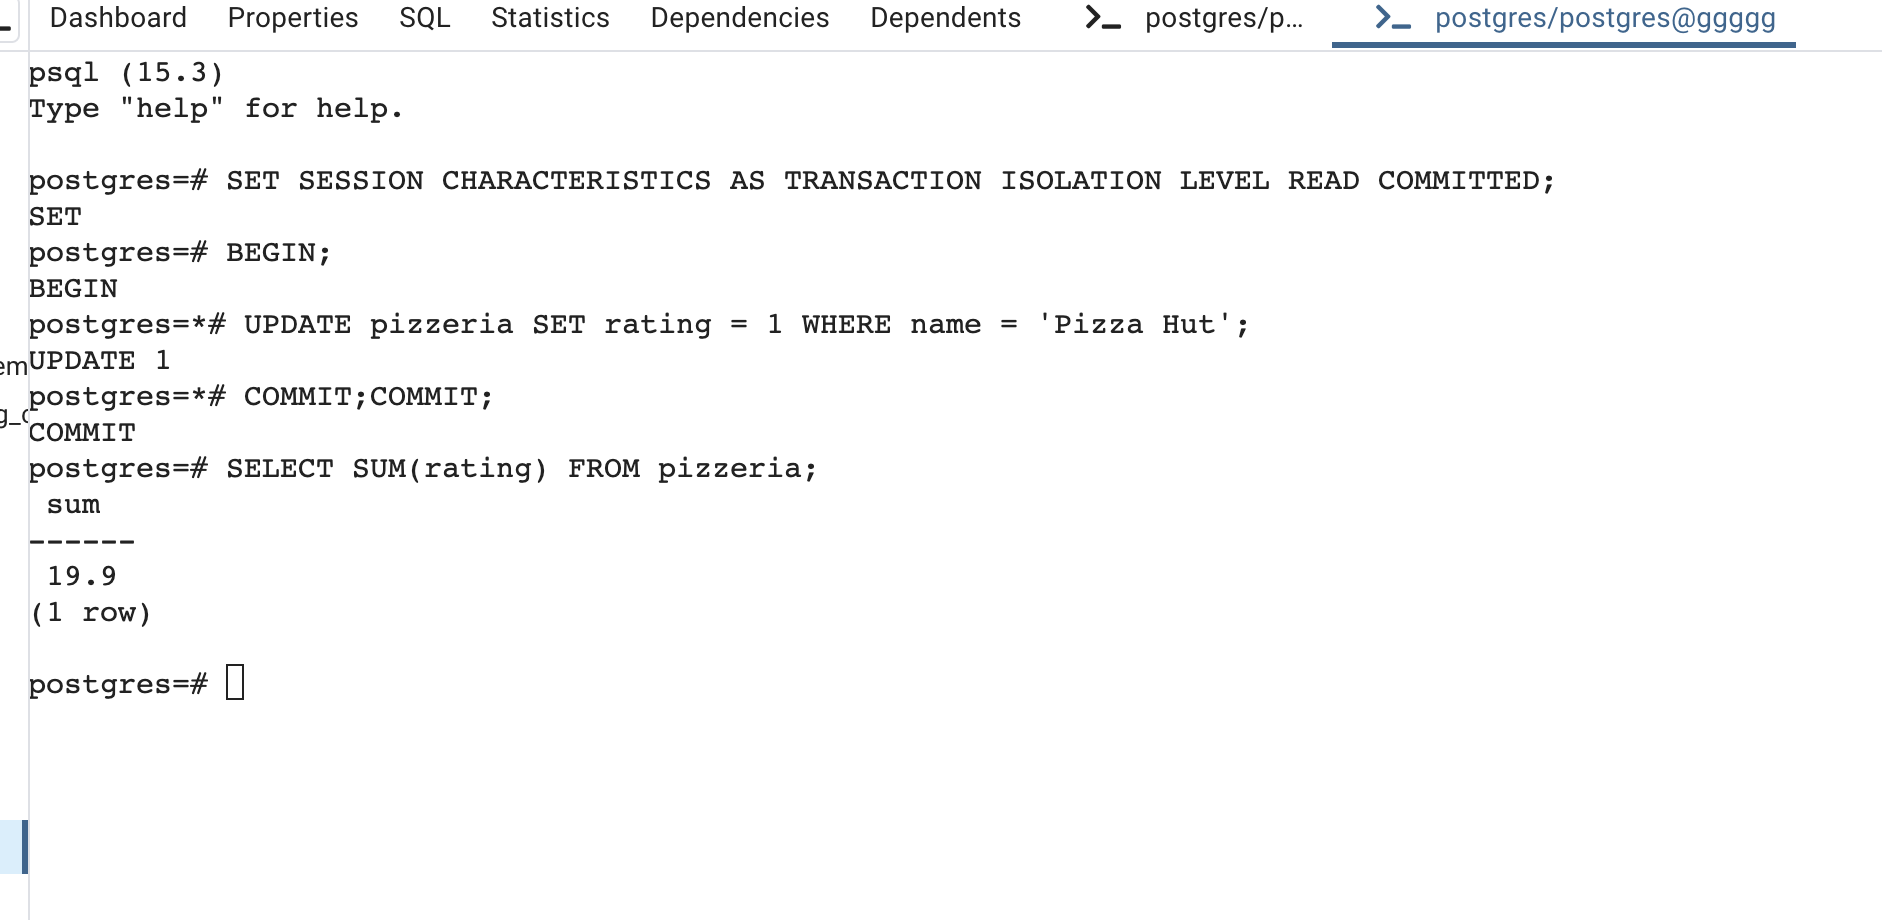 Dashboard Properties SQL Statistics Dependencies Dependents >_ postgres/p... >_ postgres/postgres@ggggg
psql (15.3)
Type "help" for help.
postgres=# SET SESSION CHARACTERISTICS AS TRANSACTION ISOLATION LEVEL READ COMMITTED;
SET
postgres=# BEGIN;
BEGIN
postgres=*# UPDATE pizzeria SET rating = 1 WHERE name = 'Pizza Hut';
UPDATE 1
postgres=*# COMMIT;COMMIT;
COMMIT
postgres=# SELECT SUM(rating) FROM pizzeria;
sum
------
19.9
(1 row)
postgres=#